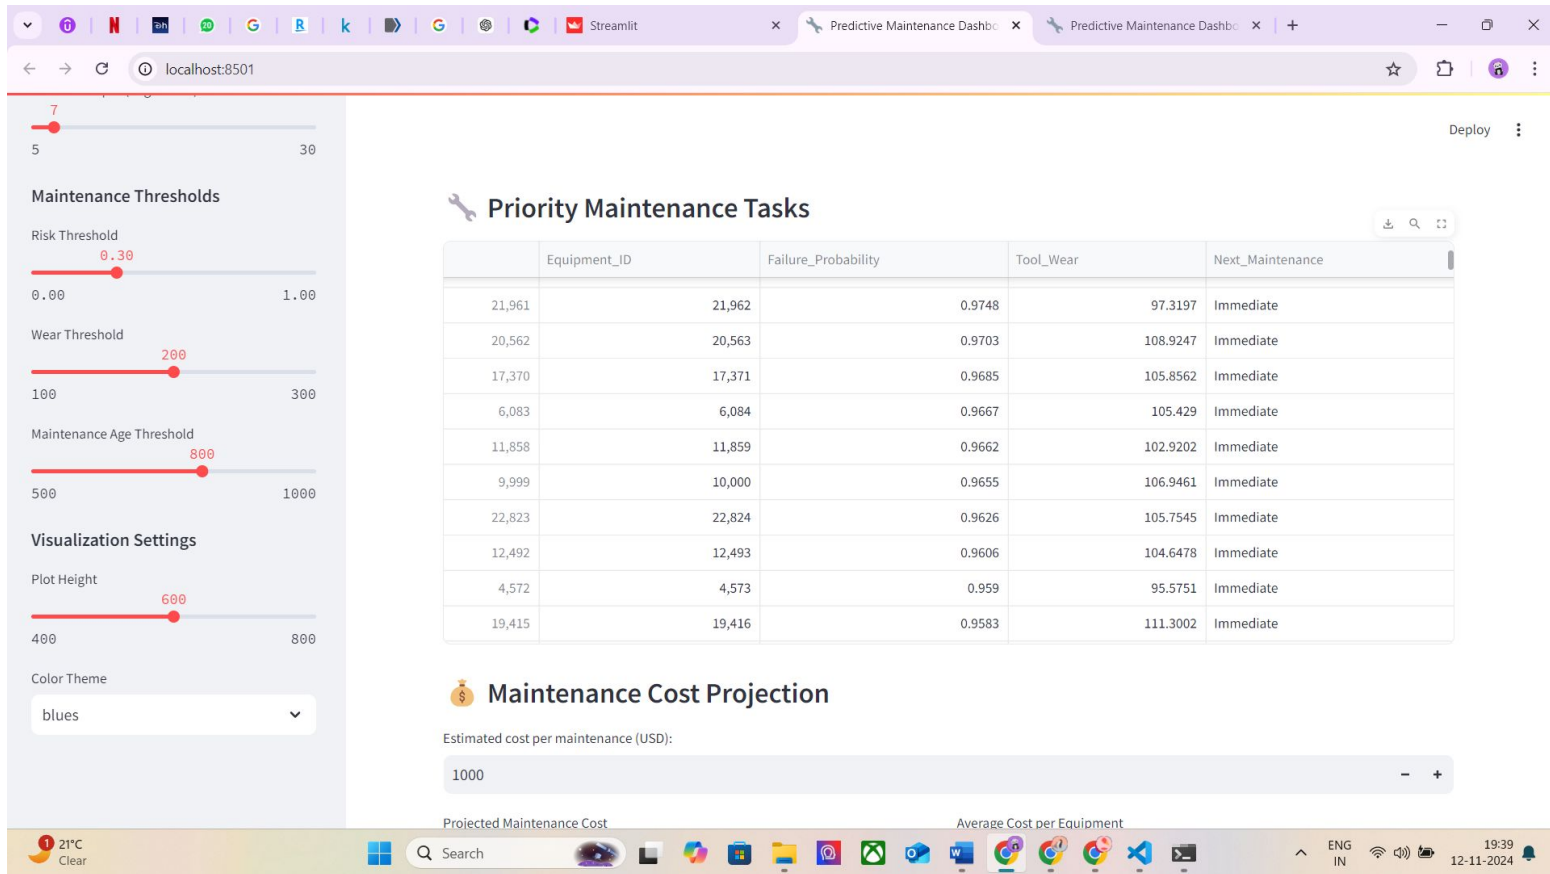 Streamlit
Predictive Maintenance Dashbo
Predictive Maintenance Dashbo
localhost:8501
Deploy
7
5 30
Maintenance Thresholds
Risk Threshold
0.30
0.00 1.00
Wear Threshold
200
100 300
Maintenance Age Threshold
800
500 1000
Visualization Settings
Plot Height
600
400 800
Color Theme
blues
Priority Maintenance Tasks
Equipment_ID Failure_Probability Tool_Wear Next_Maintenance
21,961 21,962 0.9748 97.3197 Immediate
20,562 20,563 0.9703 108.9247 Immediate
17,370 17,371 0.9685 105.8562 Immediate
6,083 6,084 0.9667 105.429 Immediate
11,858 11,859 0.9662 102.9202 Immediate
9,999 10,000 0.9655 106.9461 Immediate
22,823 22,824 0.9626 105.7545 Immediate
12,492 12,493 0.9606 104.6478 Immediate
4,572 4,573 0.959 95.5751 Immediate
19,415 19,416 0.9583 111.3002 Immediate
Maintenance Cost Projection
Estimated cost per maintenance (USD):
1000
Projected Maintenance Cost Average Cost per Equipment
1
21°C
Clear
Search
ENG
IN
19:39
12-11-2024